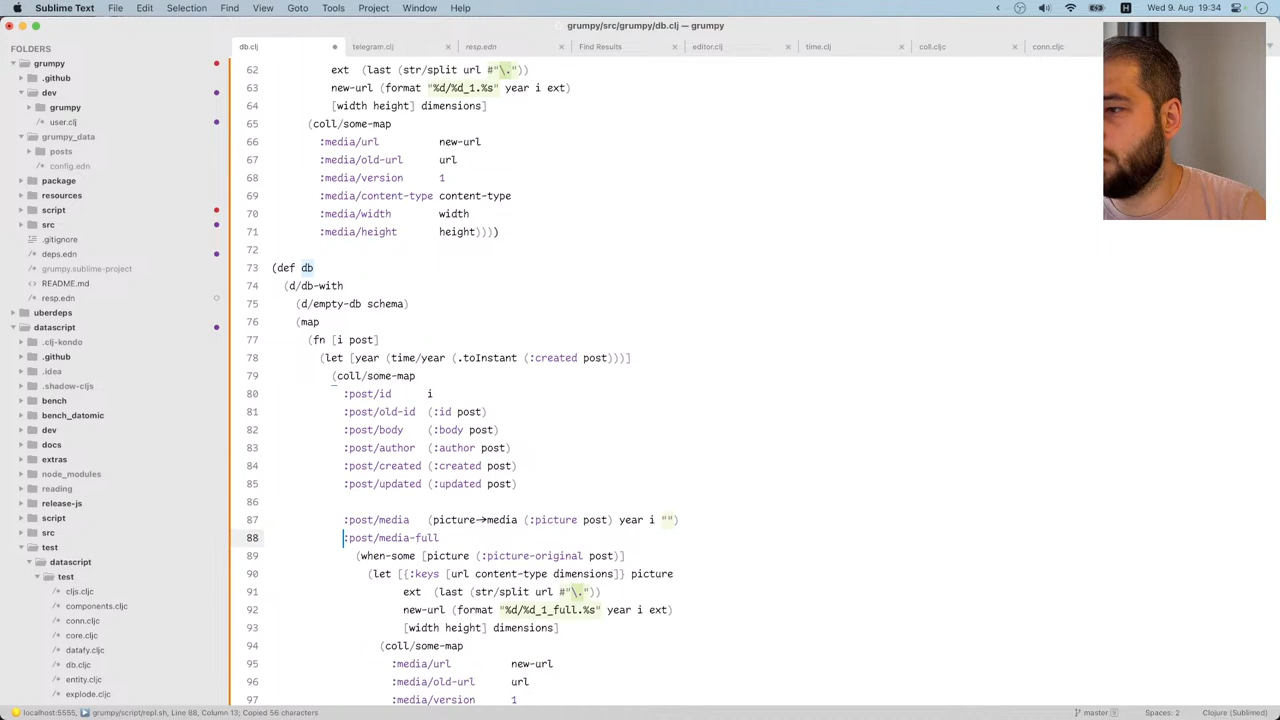 Sublime Text File Edit Selection Find View Goto Tools Project Window Help
Wed 9. Aug 19:34
grumpy/src/grumpy/db.clj — grumpy
FOLDERS
grumpy
.github
dev
grumpy
user.clj
grumpy_data
posts
config.edn
package
resources
script
src
.gitignore
deps.edn
grumpy.sublime-project
README.md
resp.edn
uberdeps
datascript
.clj-kondo
.github
.idea
.shadow-cljs
bench
bench_datomic
dev
docs
extras
node_modules
reading
release-js
script
src
test
datascript
test
cljs.cljc
components.cljc
conn.cljc
core.cljc
datafy.cljc
db.cljc
entity.cljc
explode.cljc
db.clj telegram.clj resp.edn Find Results editor.clj time.clj coll.cljc conn.cljc
62 ext (last (str/split url #"\."))
63 new-url (format "%d/%d_1.%s" year i ext)
64 [width height] dimensions]
65 (coll/some-map
66 :media/url new-url
67 :media/old-url url
68 :media/version 1
69 :media/content-type content-type
70 :media/width width
71 :media/height height))))
72
73 (def db
74 (d/db-with
75 (d/empty-db schema)
76 (map
77 (fn [i post]
78 (let [year (time/year (.toInstant (:created post)))]
79 (coll/some-map
80 :post/id i
81 :post/old-id (:id post)
82 :post/body (:body post)
83 :post/author (:author post)
84 :post/created (:created post)
85 :post/updated (:updated post)
86
87 :post/media (picture→media (:picture post) year i "")
88 :post/media-full
89 (when-some [picture (:picture-original post)]
90 (let [{:keys [url content-type dimensions]} picture
91 ext (last (str/split url #"\."))
92 new-url (format "%d/%d_1_full.%s" year i ext)
93 [width height] dimensions]
94 (coll/some-map
95 :media/url new-url
96 :media/old-url url
97 :media/version 1
localhost:5555, grumpy/script/repl.sh, Line 88, Column 13; Copied 56 characters
master Spaces: 2 Clojure (Sublimed)